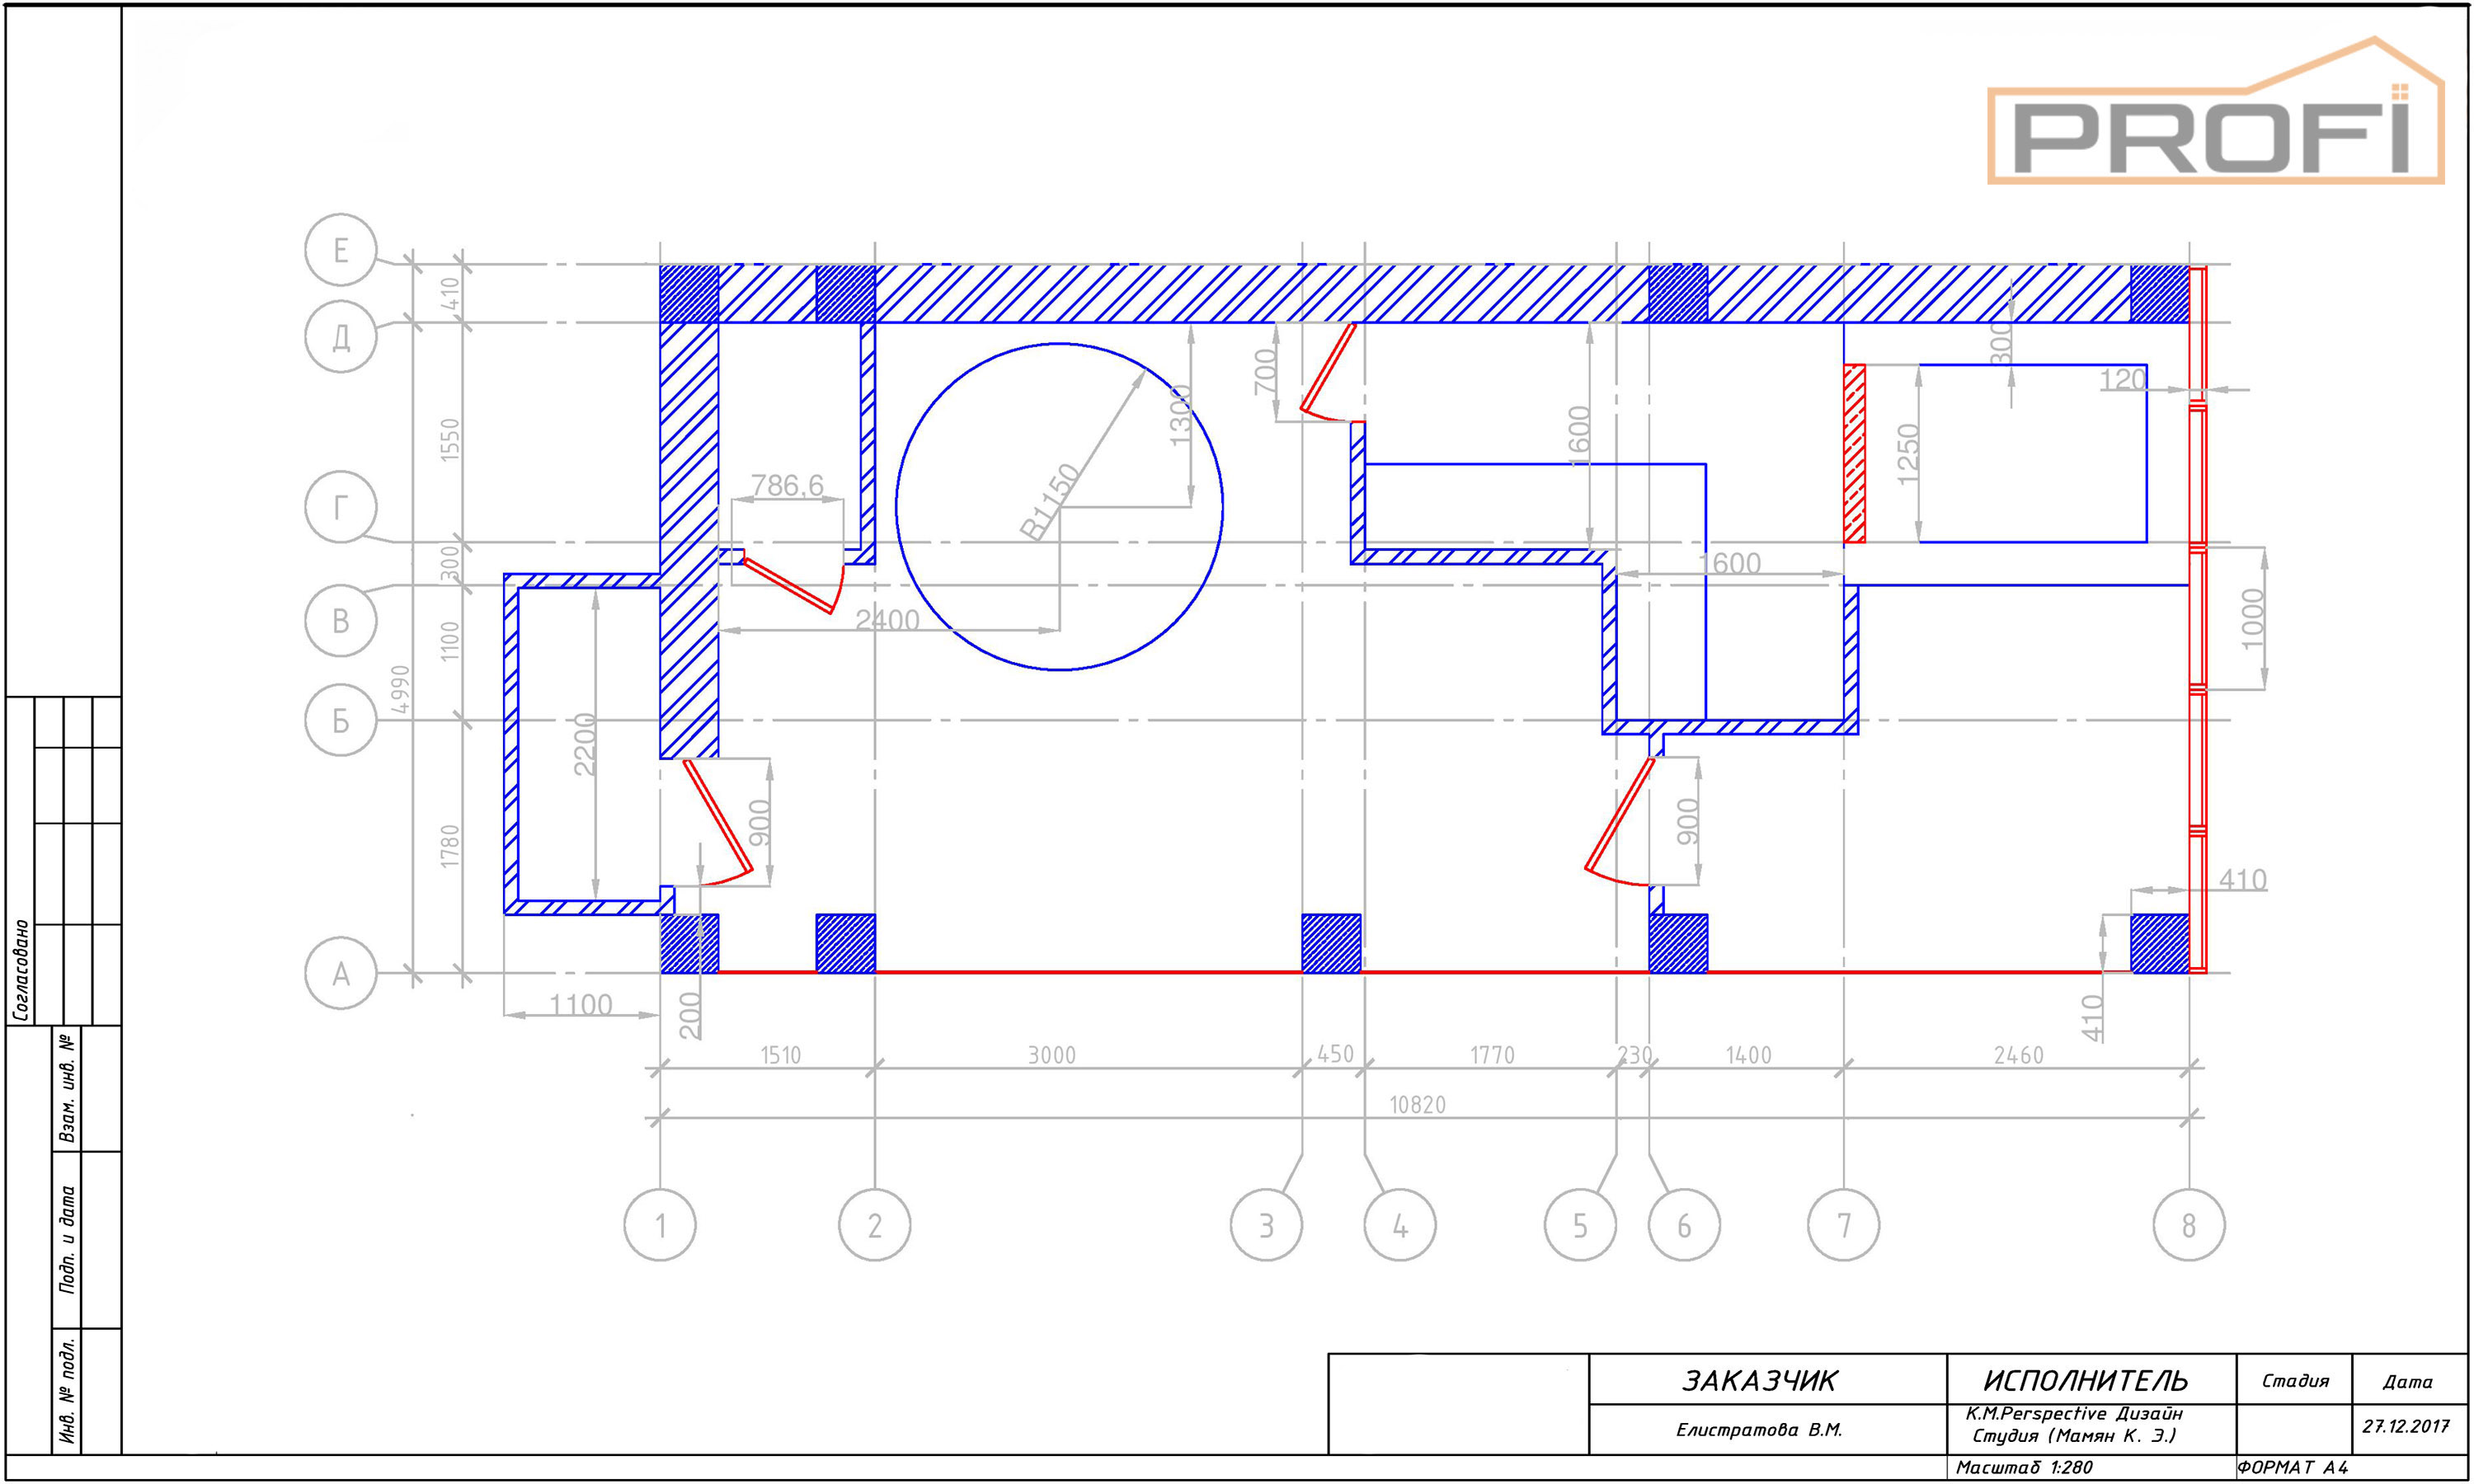 PROFI
Е
Д
Г
В
Б
А
410
1550
300
1100
1780
4990
786,6
2400
R1150
1300
700
1600
1600
300
1250
120
1000
2200
900
900
410
410
1100
200
1510
3000
450
1770
230
1400
2460
10820
1
2
3
4
5
6
7
8
Согласовано
Взам. инв. №
Подп. и дата
Инв. № подл.
ЗАКАЗЧИК
ИСПОЛНИТЕЛЬ
Стадия
Дата
Елистратова В.М.
K.M.Perspective Дизайн
Студия (Мамян К. Э.)
27.12.2017
Масштаб 1:280
ФОРМАТ А4